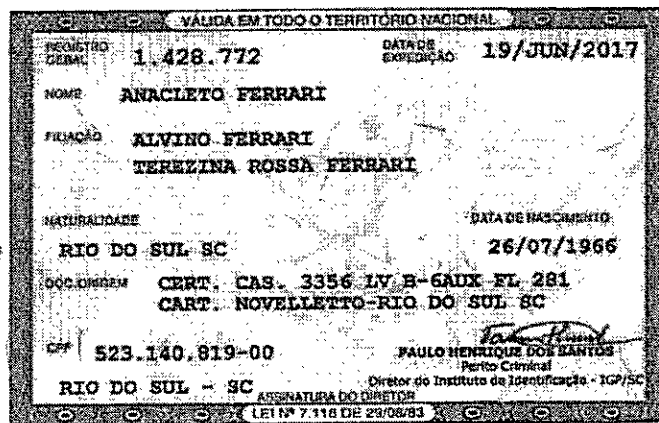 VÁLIDA EM TODO O TERRITÓRIO NACIONAL
REGISTRO GERAL 1.428.772 DATA DE EXPEDIÇÃO 19/JUN/2017
NOME ANACLETO FERRARI
FILIAÇÃO ALVINO FERRARI
TEREZINA ROSSA FERRARI
NATURALIDADE DATA DE NASCIMENTO
RIO DO SUL SC 26/07/1966
DOC.ORIGEM CERT. CAS. 3356 LV B-6AUX FL 281
CART. NOVELLETTO-RIO DO SUL SC
CPF 523.140.819-00
PAULO HENRIQUE DOS SANTOS
Perito Criminal
RIO DO SUL - SC Diretor do Instituto de Identificação - IGP/SC
ASSINATURA DO DIRETOR
LEI Nº 7.116 DE 29/08/83